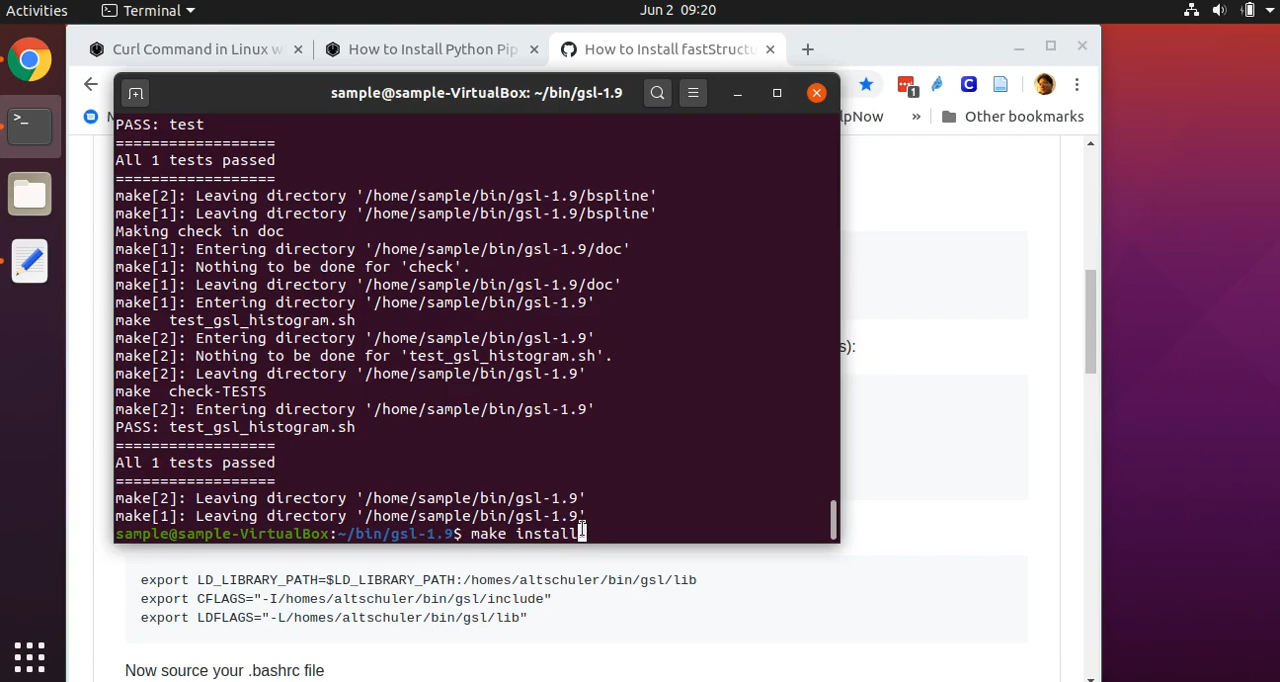 Activities
Terminal
Jun 2 09:20
Curl Command in Linux w
How to Install Python Pip
How to Install fastStructu
sample@sample-VirtualBox: ~/bin/gsl-1.9
1
lpNow
»
Other bookmarks
PASS: test
==================
All 1 tests passed
==================
make[2]: Leaving directory '/home/sample/bin/gsl-1.9/bspline'
make[1]: Leaving directory '/home/sample/bin/gsl-1.9/bspline'
Making check in doc
make[1]: Entering directory '/home/sample/bin/gsl-1.9/doc'
make[1]: Nothing to be done for 'check'.
make[1]: Leaving directory '/home/sample/bin/gsl-1.9/doc'
make[1]: Entering directory '/home/sample/bin/gsl-1.9'
make  test_gsl_histogram.sh
make[2]: Entering directory '/home/sample/bin/gsl-1.9'
make[2]: Nothing to be done for 'test_gsl_histogram.sh'.
s):
make[2]: Leaving directory '/home/sample/bin/gsl-1.9'
make  check-TESTS
make[2]: Entering directory '/home/sample/bin/gsl-1.9'
PASS: test_gsl_histogram.sh
==================
All 1 tests passed
==================
make[2]: Leaving directory '/home/sample/bin/gsl-1.9'
make[1]: Leaving directory '/home/sample/bin/gsl-1.9'
sample@sample-VirtualBox:~/bin/gsl-1.9$ make install
export LD_LIBRARY_PATH=$LD_LIBRARY_PATH:/homes/altschuler/bin/gsl/lib
export CFLAGS="-I/homes/altschuler/bin/gsl/include"
export LDFLAGS="-L/homes/altschuler/bin/gsl/lib"
Now source your .bashrc file